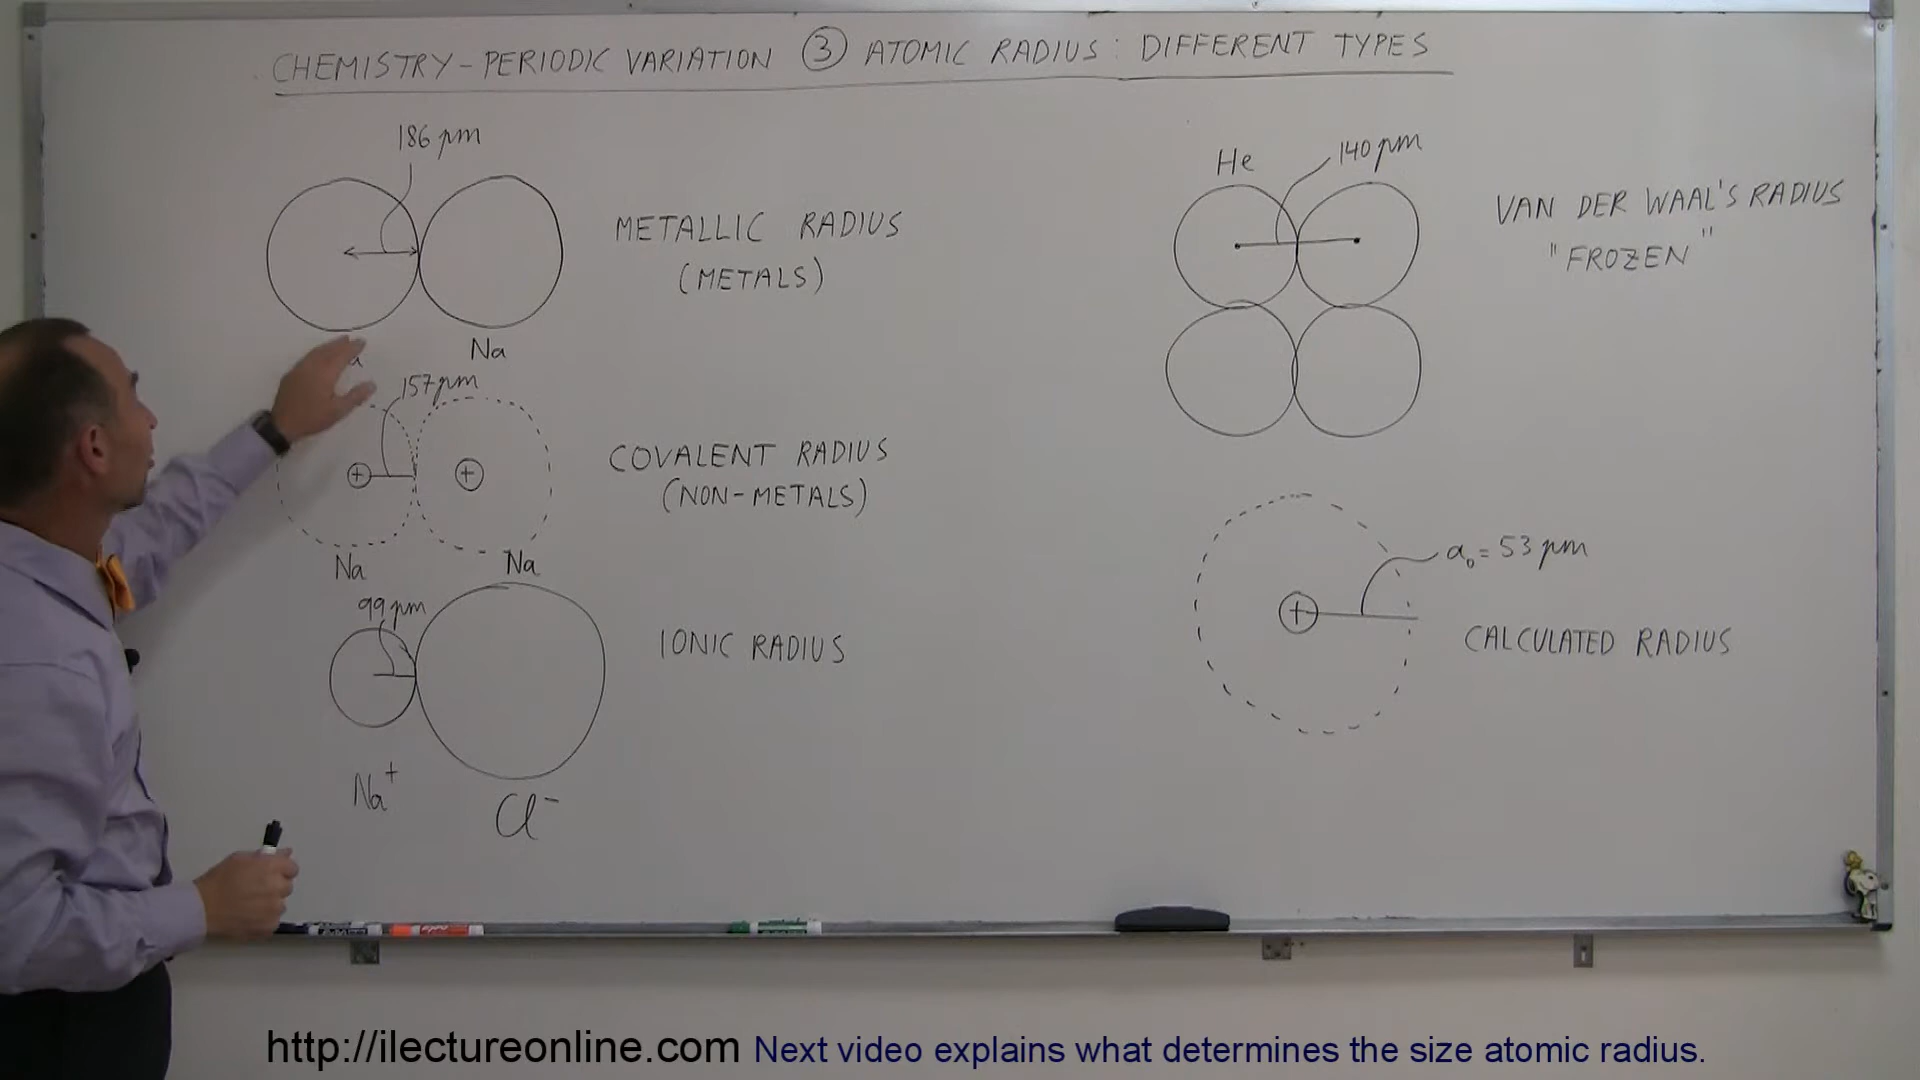 CHEMISTRY - PERIODIC VARIATION ③ ATOMIC RADIUS: DIFFERENT TYPES
186 pm
METALLIC RADIUS
(METALS)
a
Na
157 pm
+
+
COVALENT RADIUS
(NON-METALS)
Na
Na
99 pm
IONIC RADIUS
Na⁺
Cl⁻
He
140 pm
VAN DER WAAL'S RADIUS
"FROZEN"
a₀ = 53 pm
+
CALCULATED RADIUS
http://ilectureonline.com Next video explains what determines the size atomic radius.